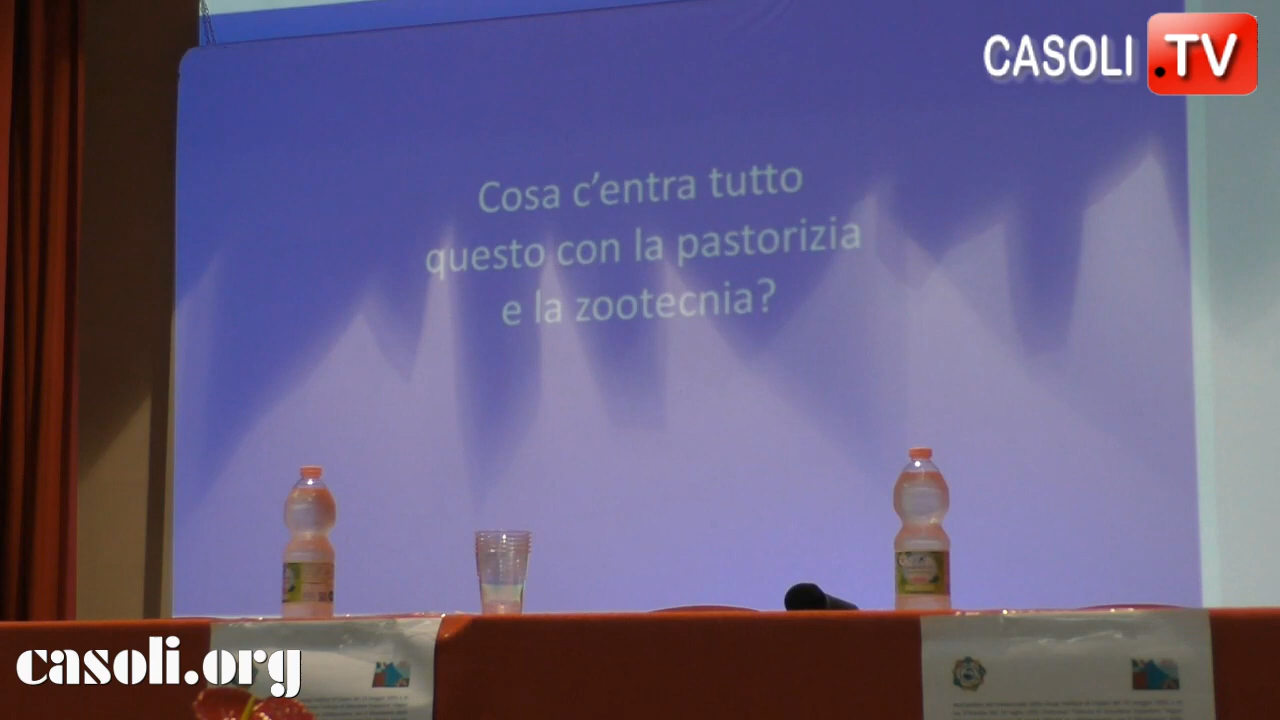 CASOLI .TV
Cosa c'entra tutto
questo con la pastorizia
e la zootecnia?
casoli.org